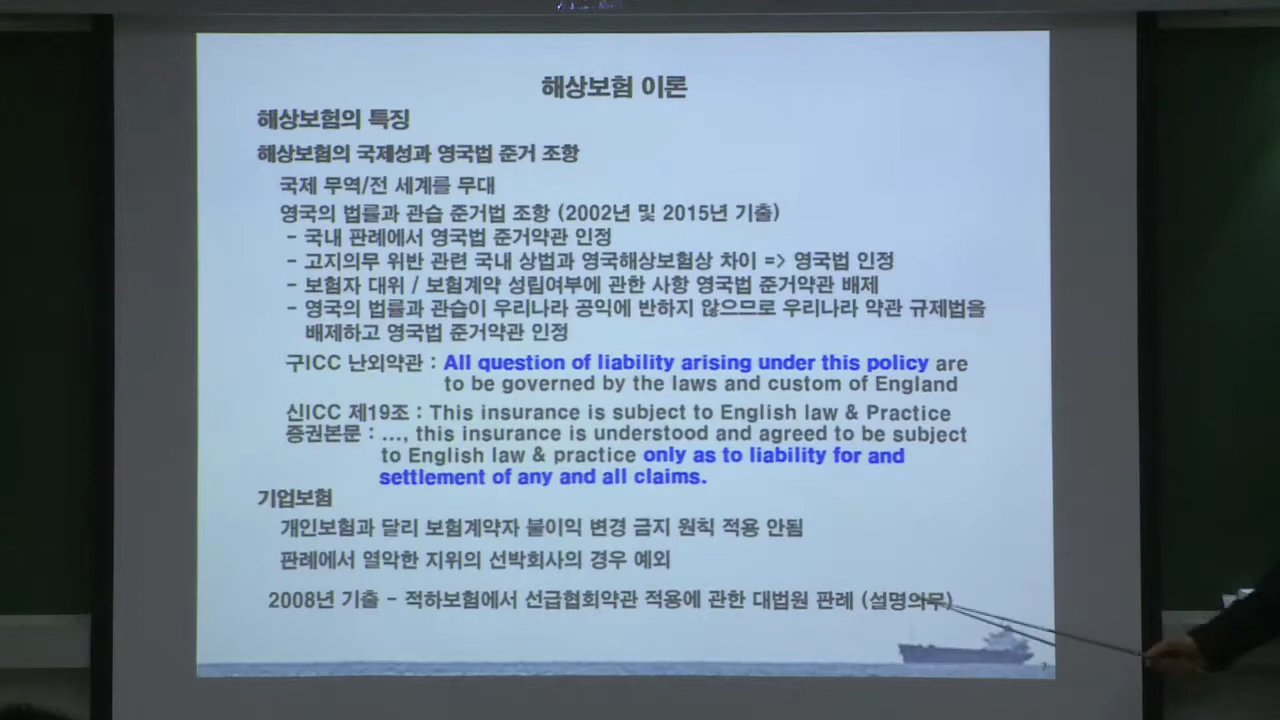 해상보험 이론
해상보험의 특징
해상보험의 국제성과 영국법 준거 조항
국제 무역/전 세계를 무대
영국의 법률과 관습 준거법 조항 (2002년 및 2015년 기출)
- 국내 판례에서 영국법 준거약관 인정
- 고지의무 위반 관련 국내 상법과 영국해상보험상 차이 => 영국법 인정
- 보험자 대위 / 보험계약 성립여부에 관한 사항 영국법 준거약관 배제
- 영국의 법률과 관습이 우리나라 공익에 반하지 않으므로 우리나라 약관 규제법을
배제하고 영국법 준거약관 인정
구ICC 난외약관 : All question of liability arising under this policy are
to be governed by the laws and custom of England
신ICC 제19조 : This insurance is subject to English law & Practice
증권본문 : ..., this insurance is understood and agreed to be subject
to English law & practice only as to liability for and
settlement of any and all claims.
기업보험
개인보험과 달리 보험계약자 불이익 변경 금지 원칙 적용 안됨
판례에서 열악한 지위의 선박회사의 경우 예외
2008년 기출 - 적하보험에서 선급협회약관 적용에 관한 대법원 판례 (설명의무)
7